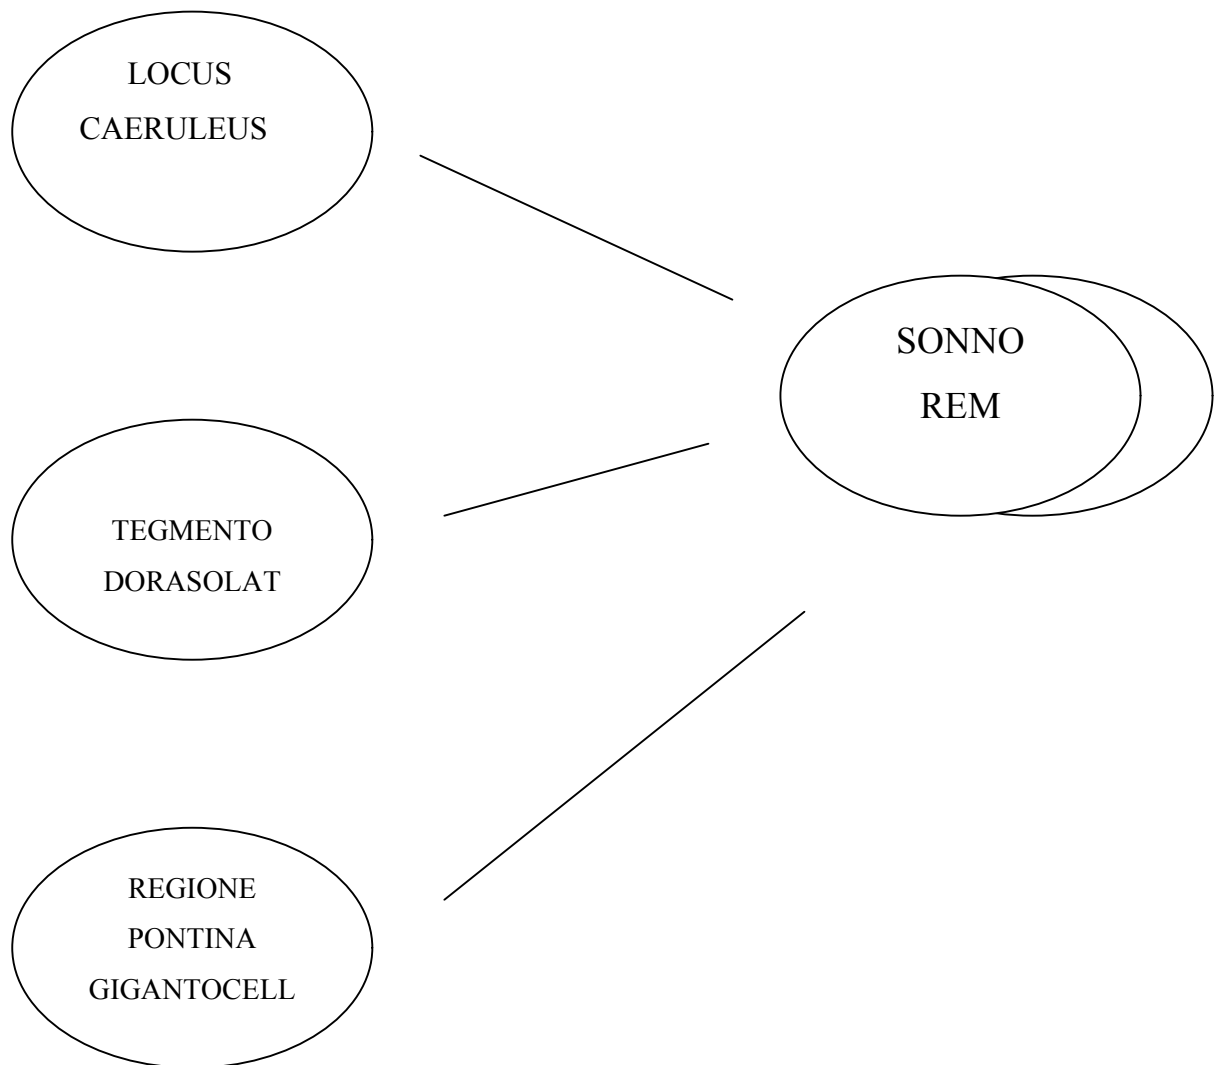 LOCUS
CAERULEUS
SONNO
REM
TEGMENTO
DORASOLAT
REGIONE
PONTINA
GIGANTOCELL